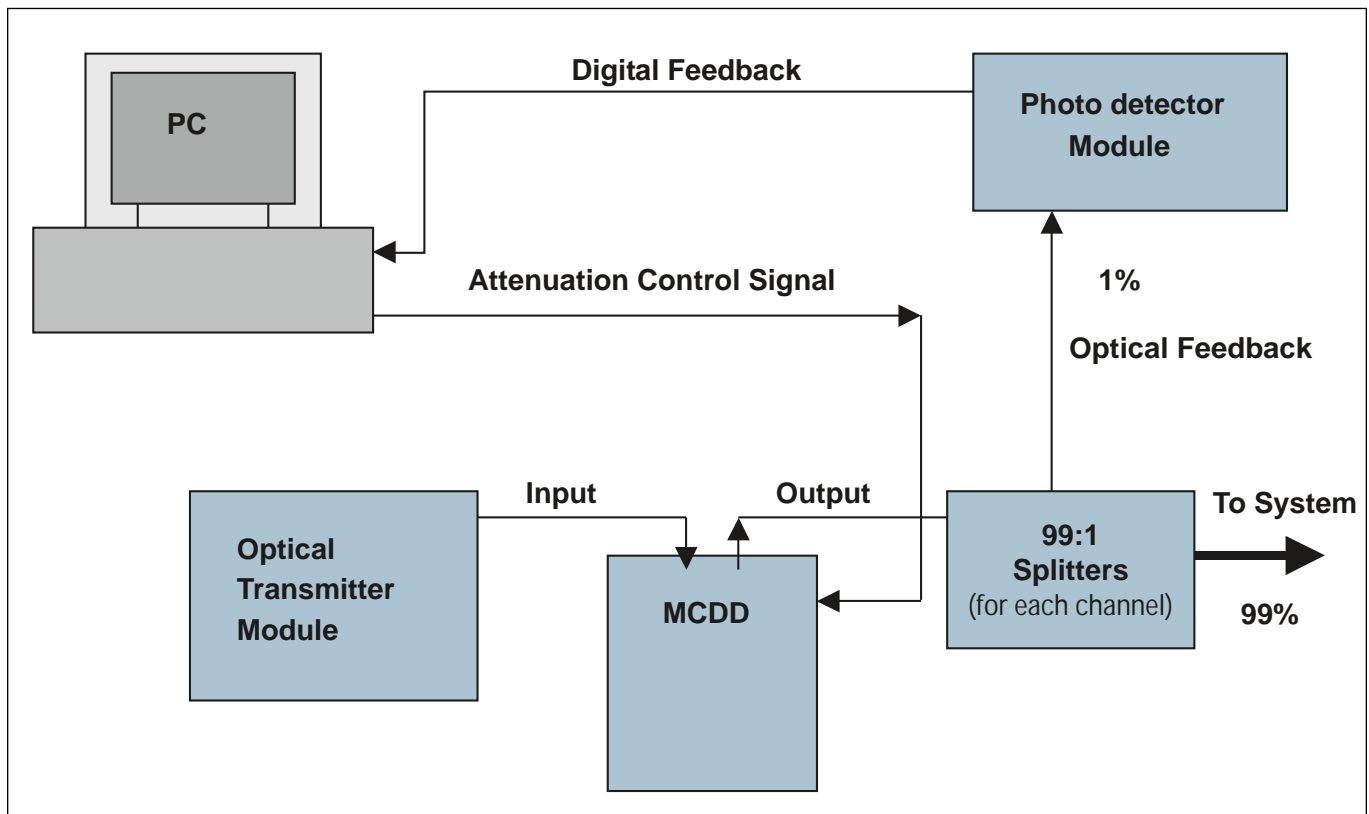 Digital Feedback
PC
Photo detector
Module
Attenuation Control Signal
1%
Optical Feedback
Input
Output
To System
Optical
Transmitter
Module
MCDD
99:1
Splitters
(for each channel)
99%